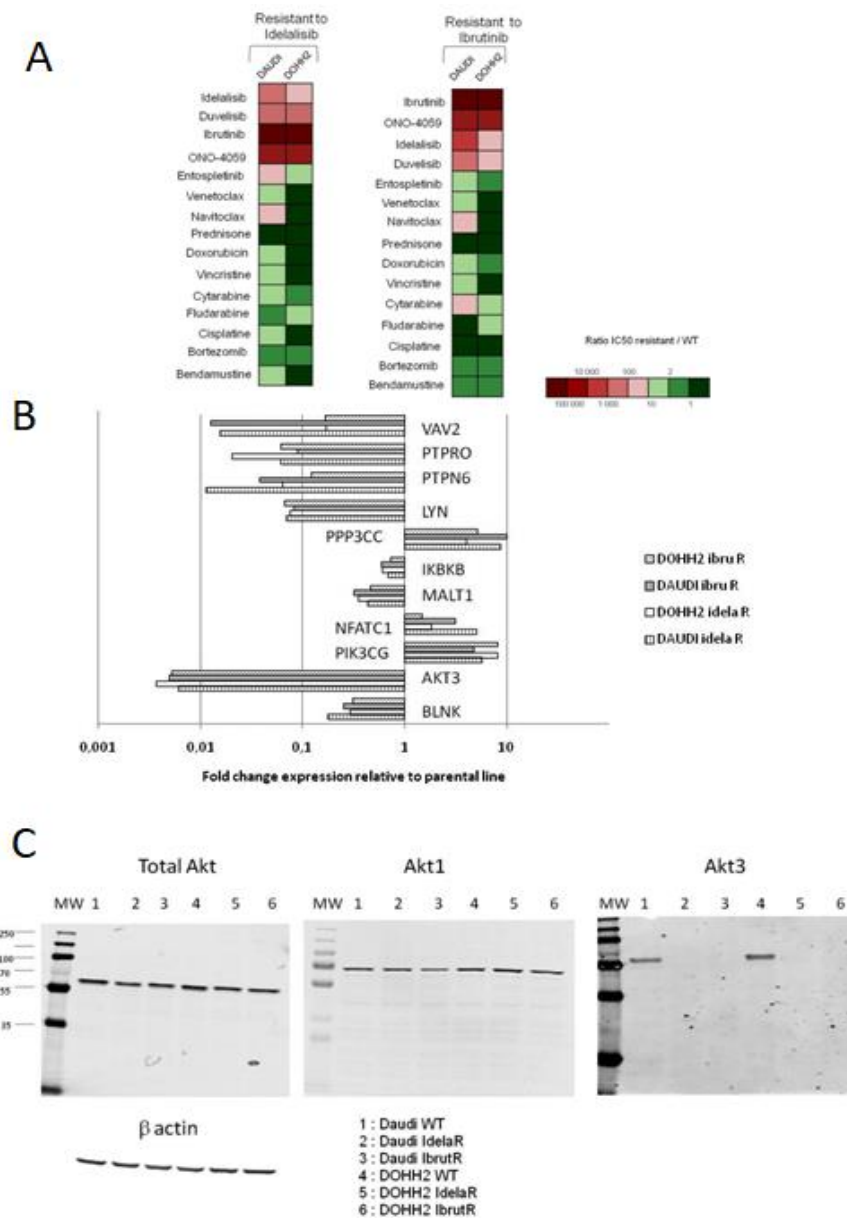 A
Resistant to
Idelalisib
DAUDI DOHH2
Idelalisib
Duvelisib
Ibrutinib
ONO-4059
Entospletinib
Venetoclax
Navitoclax
Prednisone
Doxorubicin
Vincristine
Cytarabine
Fludarabine
Cisplatine
Bortezomib
Bendamustine
Resistant to
Ibrutinib
DAUDI DOHH2
Ibrutinib
ONO-4059
Idelalisib
Duvelisib
Entospletinib
Venetoclax
Navitoclax
Prednisone
Doxorubicin
Vincristine
Cytarabine
Fludarabine
Cisplatine
Bortezomib
Bendamustine
Ratio IC50 resistant / WT
10 000 500 2
100 000 1 000 10 1
B
VAV2
PTPRO
PTPN6
LYN
PPP3CC
IKBKB
MALT1
NFATC1
PIK3CG
AKT3
BLNK
0,001 0,01 0,1 1 10
Fold change expression relative to parental line
DOHH2 ibru R
DAUDI ibru R
DOHH2 idela R
DAUDI idela R
C
Total Akt
MW 1 2 3 4 5 6
250
100
70
55
35
Akt1
MW 1 2 3 4 5 6
Akt3
MW 1 2 3 4 5 6
β actin
1 : Daudi WT
2 : Daudi IdelaR
3 : Daudi IbrutR
4 : DOHH2 WT
5 : DOHH2 IdelaR
6 : DOHH2 IbrutR